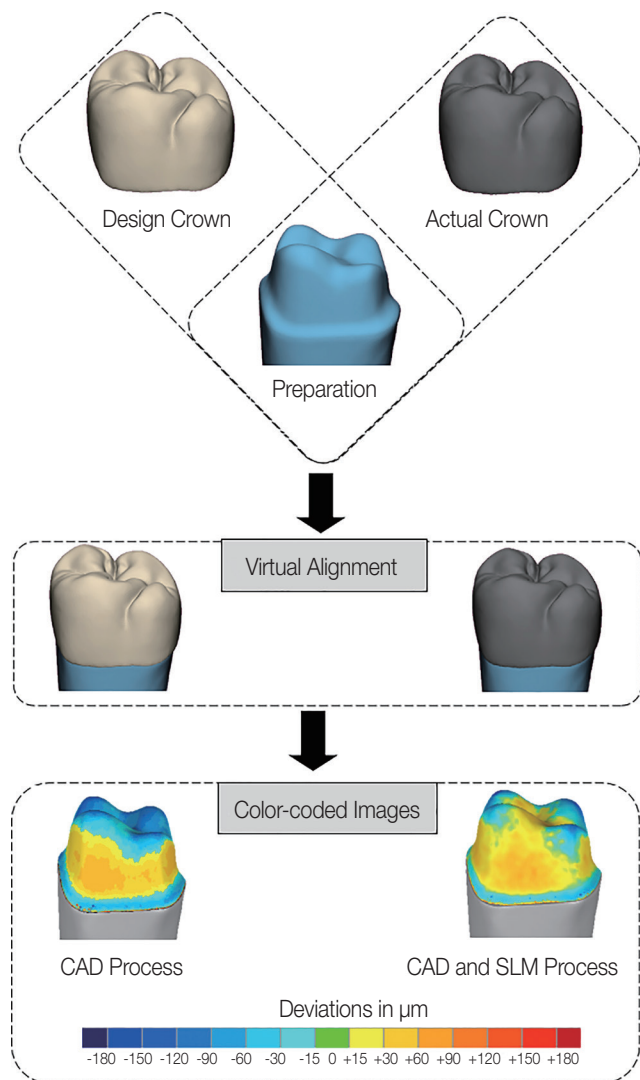 Design Crown
Actual Crown
Preparation
Virtual Alignment
Color-coded Images
CAD Process
CAD and SLM Process
Deviations in µm
-180 -150 -120 -90 -60 -30 -15 0 +15 +30 +60 +90 +120 +150 +180